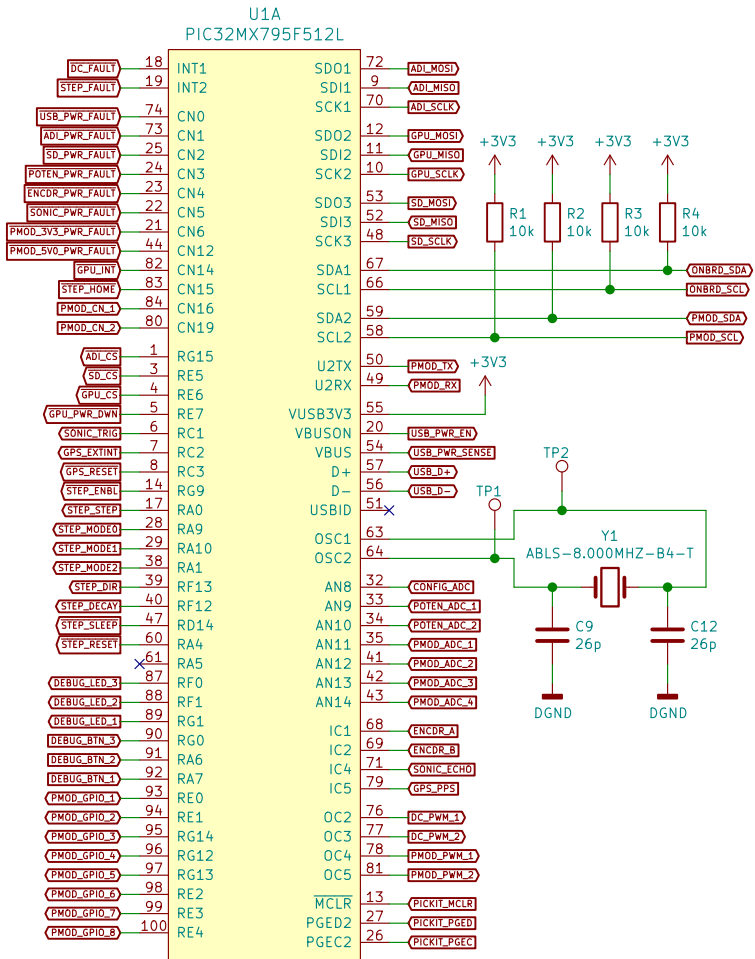 U1A
PIC32MX795F512L
DC_FAULT 18 INT1
STEP_FAULT 19 INT2
USB_PWR_FAULT 74 CN0
ADI_PWR_FAULT 73 CN1
SD_PWR_FAULT 25 CN2
POTEN_PWR_FAULT 24 CN3
ENCDR_PWR_FAULT 23 CN4
SONIC_PWR_FAULT 22 CN5
PMOD_3V3_PWR_FAULT 21 CN6
PMOD_5V0_PWR_FAULT 44 CN12
GPU_INT 82 CN14
STEP_HOME 83 CN15
PMOD_CN_1 84 CN16
PMOD_CN_2 80 CN19
ADI_CS 1 RG15
SD_CS 3 RE5
GPU_CS 4 RE6
GPU_PWR_DWN 5 RE7
SONIC_TRIG 6 RC1
GPS_EXTINT 7 RC2
GPS_RESET 8 RC3
STEP_ENBL 14 RG9
STEP_STEP 17 RA0
STEP_MODE0 28 RA9
STEP_MODE1 29 RA10
STEP_MODE2 38 RA1
STEP_DIR 39 RF13
STEP_DECAY 40 RF12
STEP_SLEEP 47 RD14
STEP_RESET 60 RA4
61 RA5
DEBUG_LED_3 87 RF0
DEBUG_LED_2 88 RF1
DEBUG_LED_1 89 RG1
DEBUG_BTN_3 90 RG0
DEBUG_BTN_2 91 RA6
DEBUG_BTN_1 92 RA7
PMOD_GPIO_1 93 RE0
PMOD_GPIO_2 94 RE1
PMOD_GPIO_3 95 RG14
PMOD_GPIO_4 96 RG12
PMOD_GPIO_5 97 RG13
PMOD_GPIO_6 98 RE2
PMOD_GPIO_7 99 RE3
PMOD_GPIO_8 100 RE4
SDO1 72 ADI_MOSI
SDI1 9 ADI_MISO
SCK1 70 ADI_SCLK
SDO2 12 GPU_MOSI
SDI2 11 GPU_MISO
SCK2 10 GPU_SCLK
SDO3 53 SD_MOSI
SDI3 52 SD_MISO
SCK3 48 SD_SCLK
SDA1 67 ONBRD_SDA
SCL1 66 ONBRD_SCL
SDA2 59 PMOD_SDA
SCL2 58 PMOD_SCL
U2TX 50 PMOD_TX
U2RX 49 PMOD_RX
VUSB3V3 55
VBUSON 20 USB_PWR_EN
VBUS 54 USB_PWR_SENSE
D+ 57 USB_D+
D- 56 USB_D-
USBID 51
OSC1 63
OSC2 64
AN8 32 CONFIG_ADC
AN9 33 POTEN_ADC_1
AN10 34 POTEN_ADC_2
AN11 35 PMOD_ADC_1
AN12 41 PMOD_ADC_2
AN13 42 PMOD_ADC_3
AN14 43 PMOD_ADC_4
IC1 68 ENCDR_A
IC2 69 ENCDR_B
IC4 71 SONIC_ECHO
IC5 79 GPS_PPS
OC2 76 DC_PWM_1
OC3 77 DC_PWM_2
OC4 78 PMOD_PWM_1
OC5 81 PMOD_PWM_2
MCLR 13 PICKIT_MCLR
PGED2 27 PICKIT_PGED
PGEC2 26 PICKIT_PGEC
+3V3 +3V3 +3V3 +3V3
R1 R2 R3 R4
10k 10k 10k 10k
+3V3
TP2
TP1
Y1
ABLS-8.000MHZ-B4-T
C9 C12
26p 26p
DGND DGND